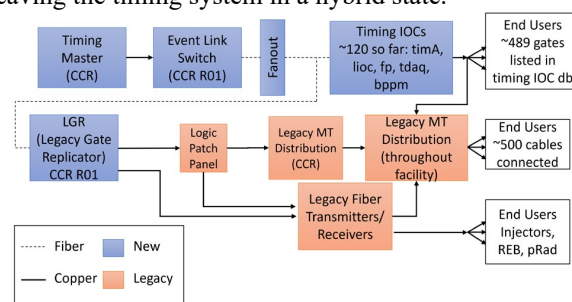 eaving the timing system in a hybrid state.
Timing
Master
(CCR)
Event Link
Switch
(CCR R01)
Fanout
Timing IOCs
~120 so far: timA,
lioc, fp, tdaq,
bppm
End Users
~489 gates
listed in
timing IOC db
LGR
(Legacy Gate
Replicator)
CCR R01
Logic
Patch
Panel
Legacy MT
Distribution
(CCR)
Legacy MT
Distribution
(throughout
facility)
End Users
~500 cables
connected
Legacy Fiber
Transmitters/
Receivers
End Users
Injectors,
REB, pRad
Fiber
New
Copper
Legacy